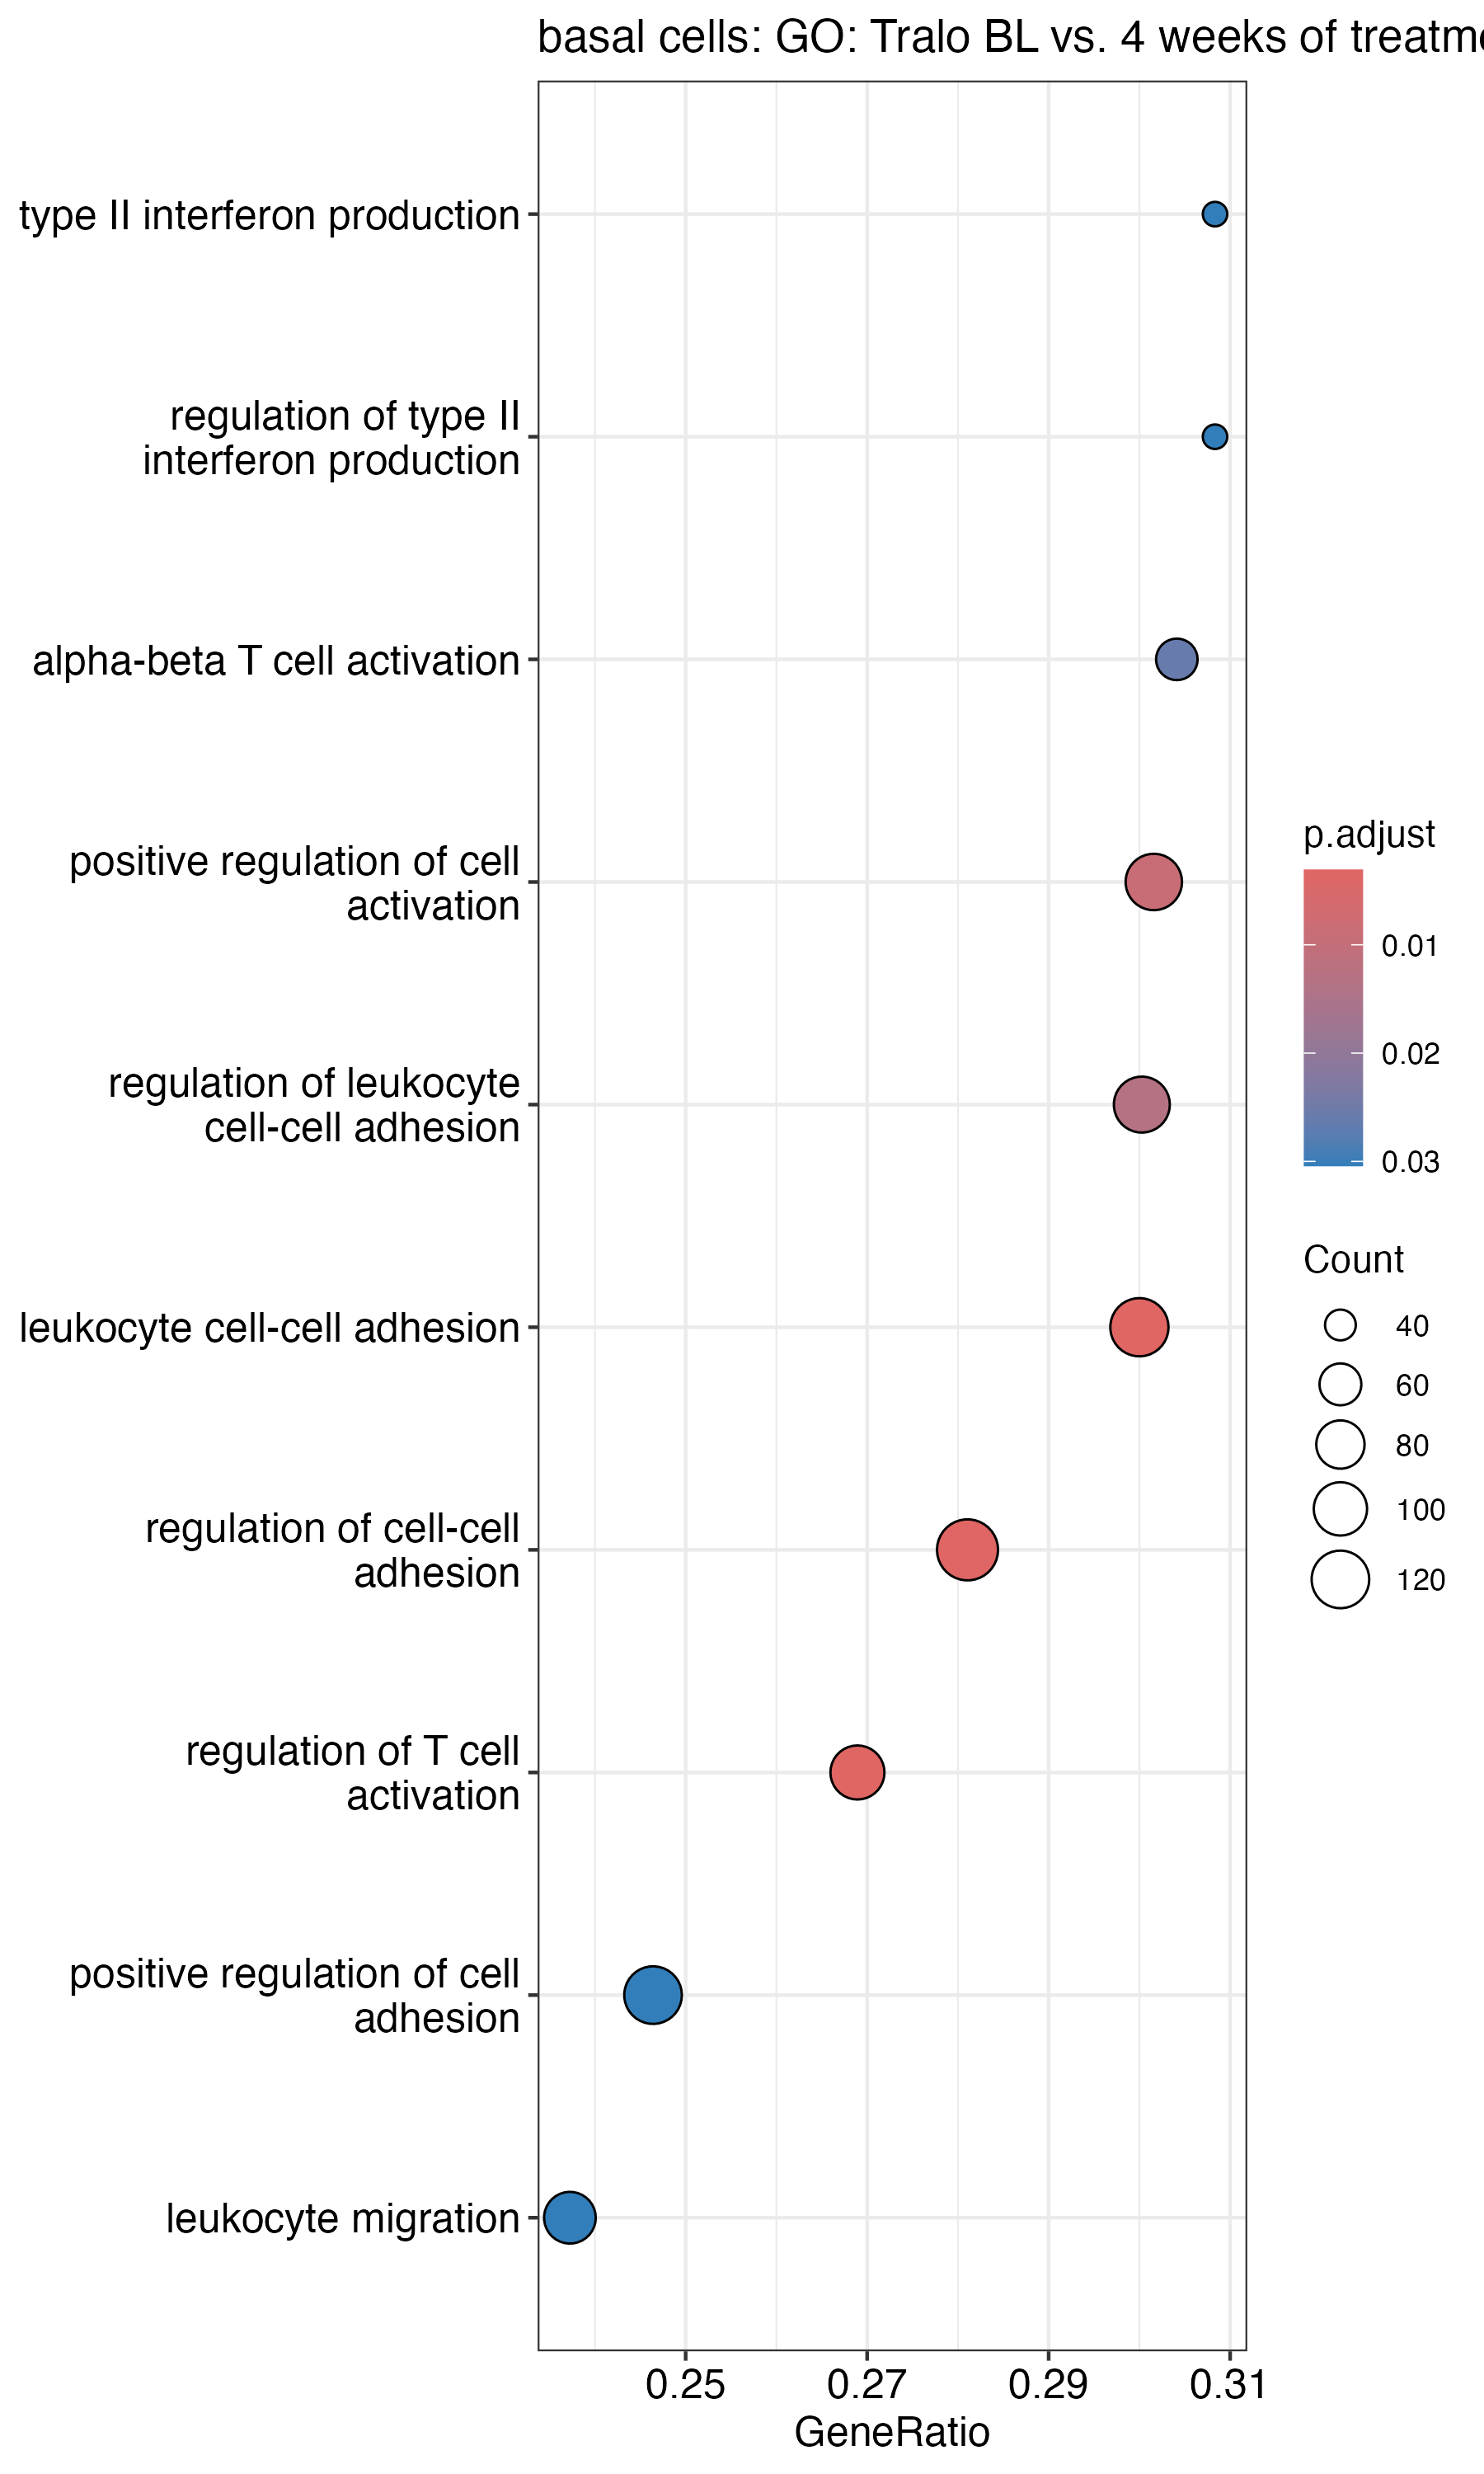 basal cells: GO: Tralo BL vs. 4 weeks of
type II interferon production
regulation of type II
interferon production
alpha-beta T cell activation
positive regulation of cell
activation
regulation of leukocyte
cell-cell adhesion
leukocyte cell-cell adhesion
regulation of cell-cell
adhesion
regulation of T cell
activation
positive regulation of cell
adhesion
leukocyte migration
0.25 0.27 0.29 0.31
GeneRatio
p.adjust
0.01
0.02
0.03
Count
40
60
80
100
120